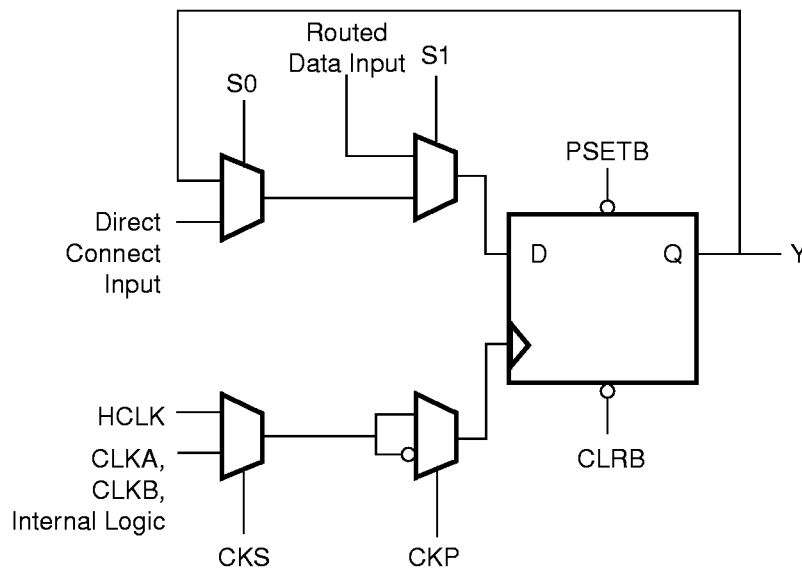 Routed
Data Input
S1
S0
PSETB
Direct
Connect
Input
D
Q
Y
HCLK
CLKA,
CLKB,
Internal Logic
CLRB
CKS
CKP